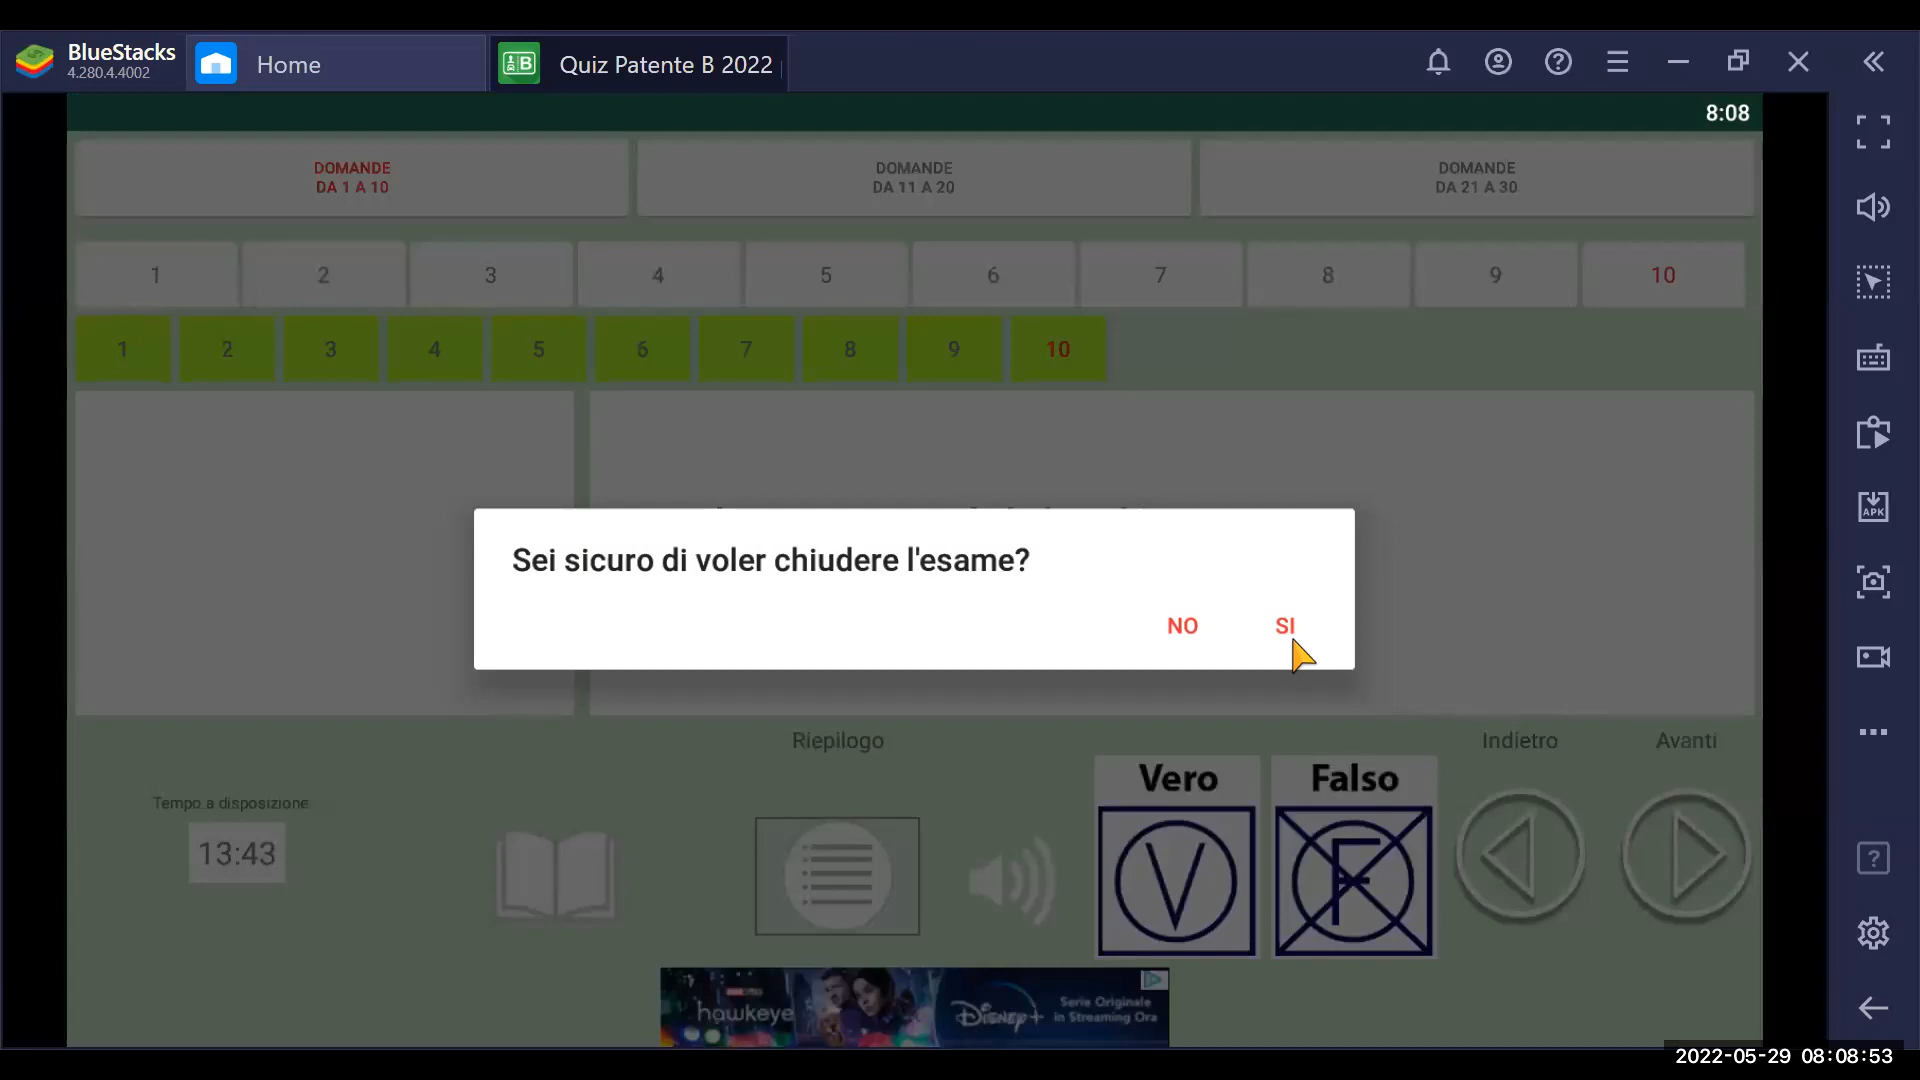 BlueStacks
4.280.4.4002
Home
Quiz Patente B 2022
8:08
DOMANDE
DA 1 A 10
DOMANDE
DA 11 A 20
DOMANDE
DA 21 A 30
1 2 3 4 5 6 7 8 9 10
1 2 3 4 5 6 7 8 9 10
Sei sicuro di voler chiudere l'esame?
NO SI
Riepilogo
Indietro
Avanti
Tempo a disposizione
13:43
Vero
Falso
V
F
hawkeye
Disney+
Serie Originale
in Streaming Ora
APK
2022-05-29 08:08:53